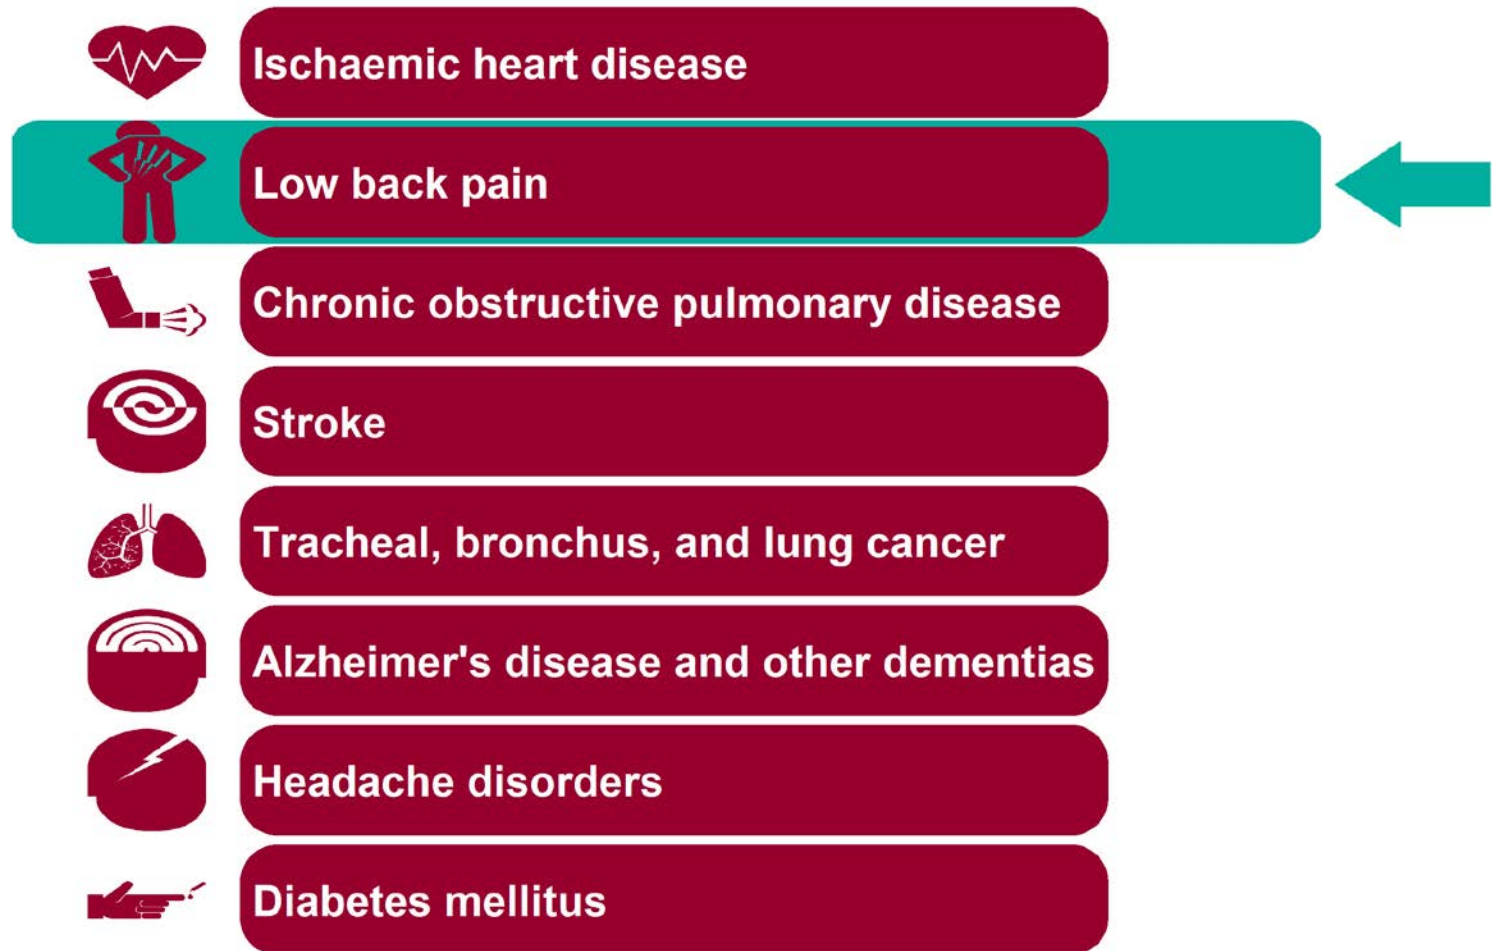 Ischaemic heart disease
Low back pain
Chronic obstructive pulmonary disease
Stroke
Tracheal, bronchus, and lung cancer
Alzheimer's disease and other dementias
Headache disorders
Diabetes mellitus